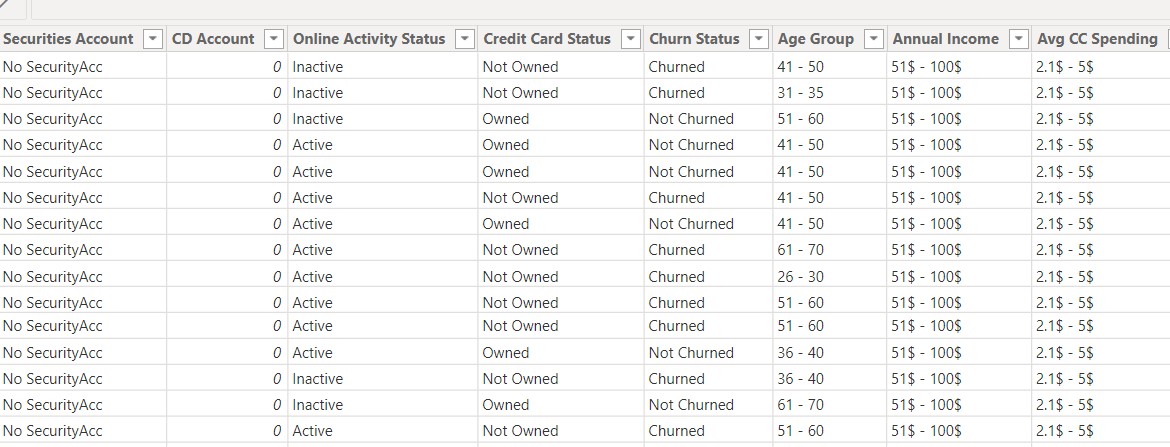 Securities Account CD Account Online Activity Status Credit Card Status Churn Status Age Group Annual Income Avg CC Spending
No SecurityAcc 0 Inactive Not Owned Churned 41 - 50 51$ - 100$ 2.1$ - 5$
No SecurityAcc 0 Inactive Not Owned Churned 31 - 35 51$ - 100$ 2.1$ - 5$
No SecurityAcc 0 Inactive Owned Not Churned 51 - 60 51$ - 100$ 2.1$ - 5$
No SecurityAcc 0 Active Owned Not Churned 41 - 50 51$ - 100$ 2.1$ - 5$
No SecurityAcc 0 Active Owned Not Churned 41 - 50 51$ - 100$ 2.1$ - 5$
No SecurityAcc 0 Active Not Owned Churned 41 - 50 51$ - 100$ 2.1$ - 5$
No SecurityAcc 0 Active Owned Not Churned 41 - 50 51$ - 100$ 2.1$ - 5$
No SecurityAcc 0 Active Not Owned Churned 61 - 70 51$ - 100$ 2.1$ - 5$
No SecurityAcc 0 Active Not Owned Churned 26 - 30 51$ - 100$ 2.1$ - 5$
No SecurityAcc 0 Active Not Owned Churned 51 - 60 51$ - 100$ 2.1$ - 5$
No SecurityAcc 0 Active Not Owned Churned 51 - 60 51$ - 100$ 2.1$ - 5$
No SecurityAcc 0 Active Owned Not Churned 36 - 40 51$ - 100$ 2.1$ - 5$
No SecurityAcc 0 Inactive Not Owned Churned 36 - 40 51$ - 100$ 2.1$ - 5$
No SecurityAcc 0 Inactive Owned Not Churned 61 - 70 51$ - 100$ 2.1$ - 5$
No SecurityAcc 0 Active Not Owned Churned 51 - 60 51$ - 100$ 2.1$ - 5$